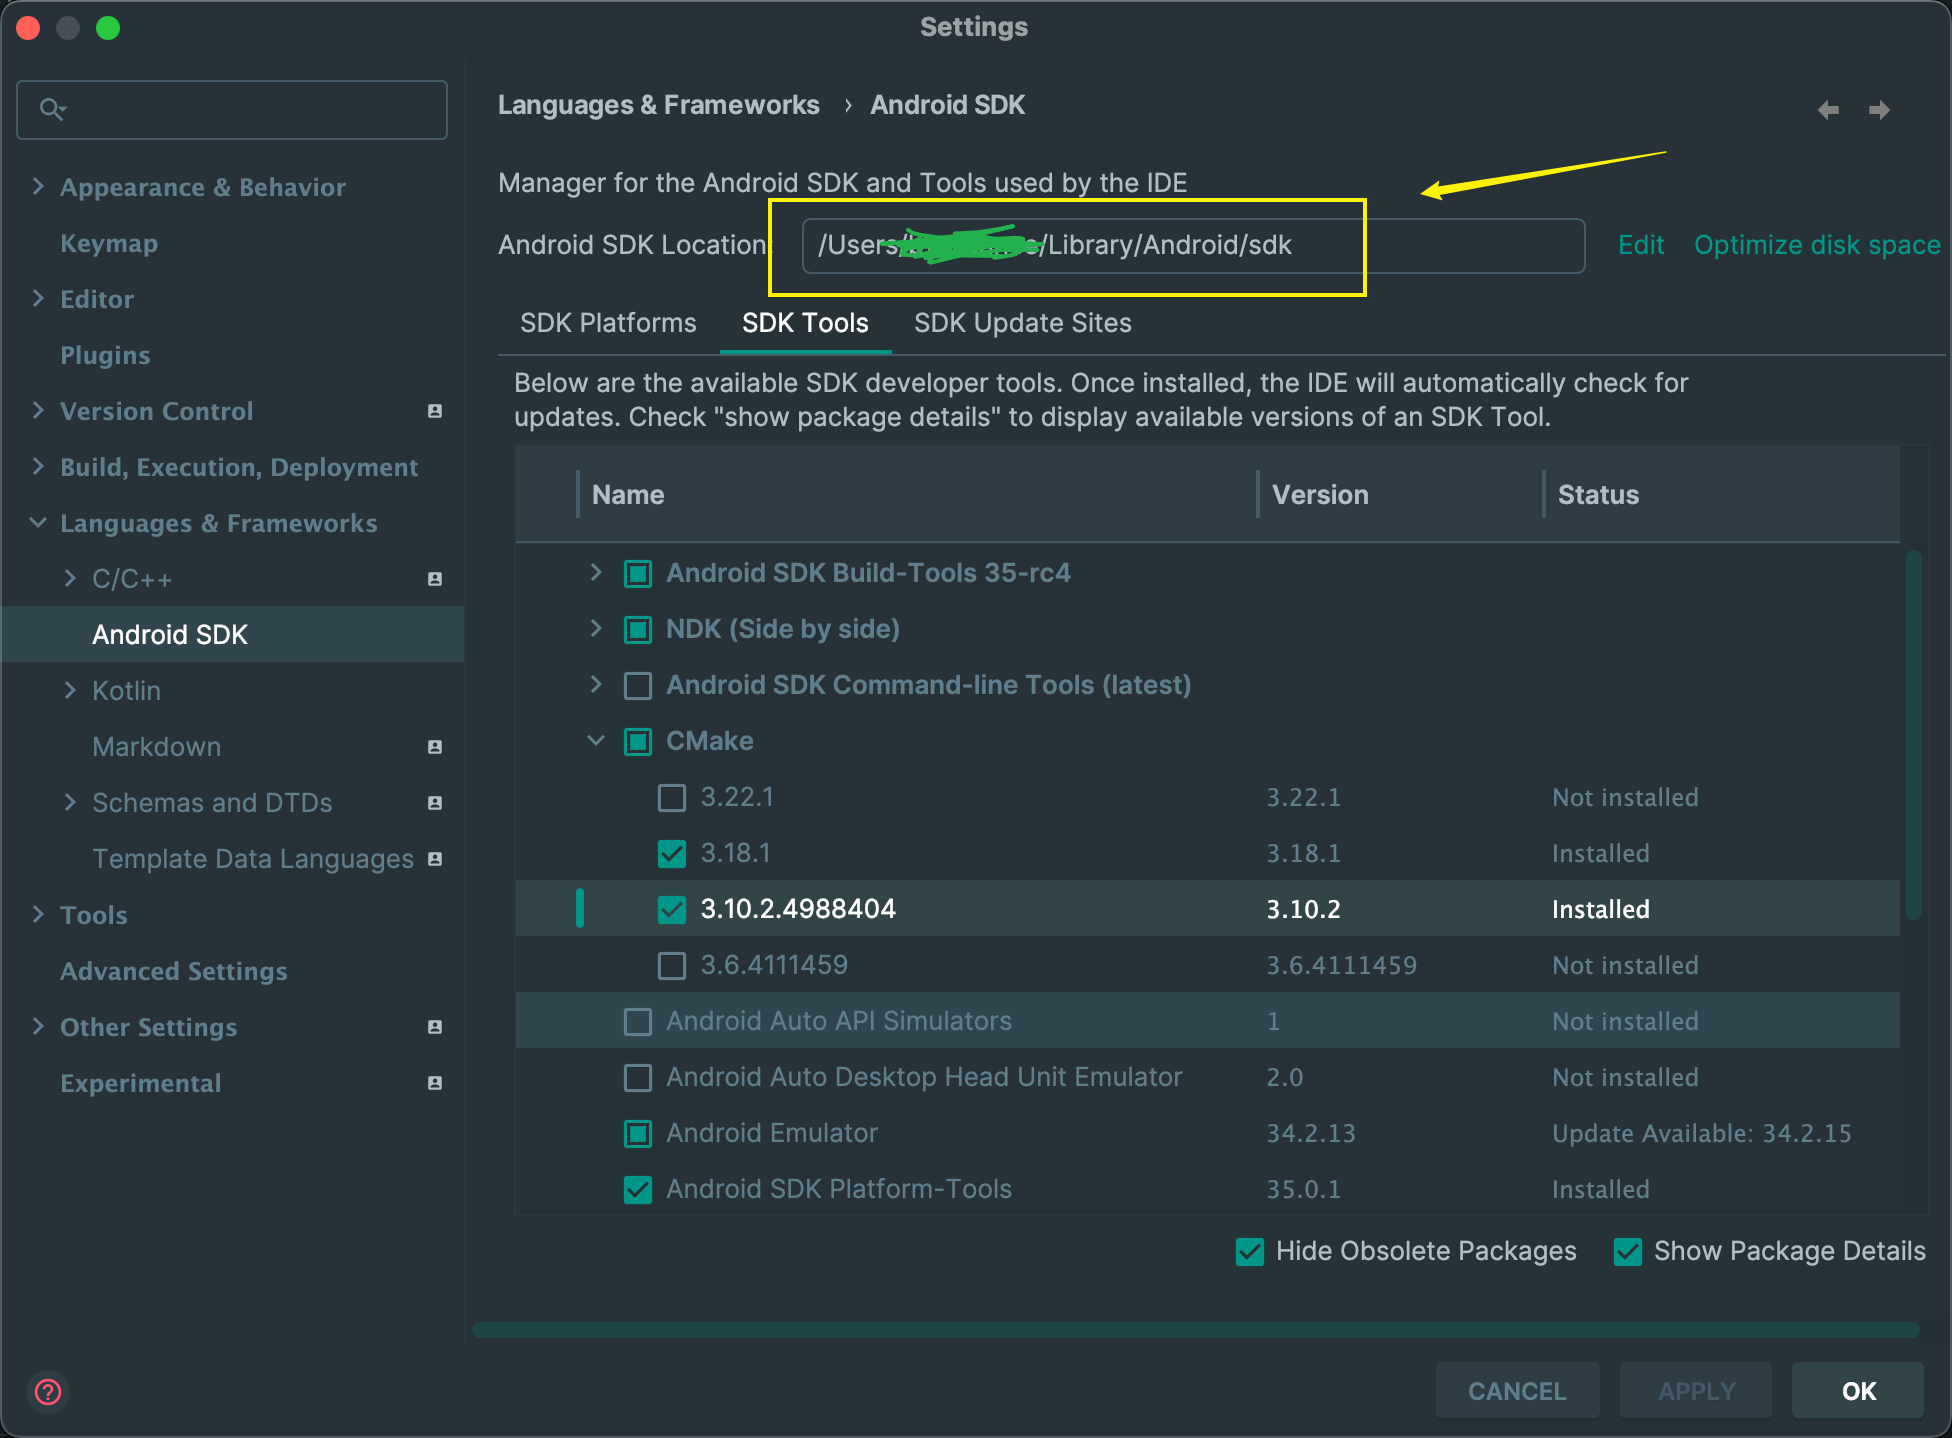 Settings
Appearance & Behavior
Keymap
Editor
Plugins
Version Control
Build, Execution, Deployment
Languages & Frameworks
C/C++
Android SDK
Kotlin
Markdown
Schemas and DTDs
Template Data Languages
Tools
Advanced Settings
Other Settings
Experimental
Languages & Frameworks › Android SDK
Manager for the Android SDK and Tools used by the IDE
Android SDK Location: /Users/ /Library/Android/sdk Edit Optimize disk space
SDK Platforms SDK Tools SDK Update Sites
Below are the available SDK developer tools. Once installed, the IDE will automatically check for
updates. Check "show package details" to display available versions of an SDK Tool.
Name Version Status
Android SDK Build-Tools 35-rc4
NDK (Side by side)
Android SDK Command-line Tools (latest)
CMake
3.22.1 3.22.1 Not installed
3.18.1 3.18.1 Installed
3.10.2.4988404 3.10.2 Installed
3.6.4111459 3.6.4111459 Not installed
Android Auto API Simulators 1 Not installed
Android Auto Desktop Head Unit Emulator 2.0 Not installed
Android Emulator 34.2.13 Update Available: 34.2.15
Android SDK Platform-Tools 35.0.1 Installed
Hide Obsolete Packages Show Package Details
? CANCEL APPLY OK